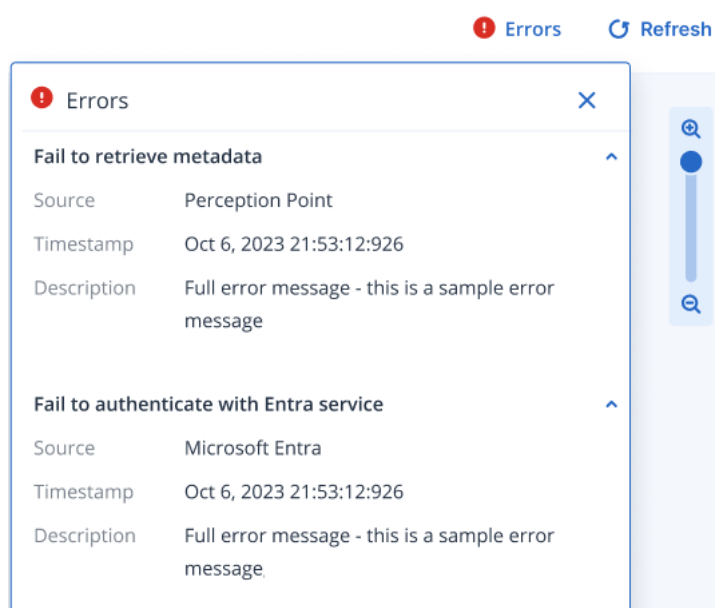 Errors Refresh
Errors
Fail to retrieve metadata
Source Perception Point
Timestamp Oct 6, 2023 21:53:12:926
Description Full error message - this is a sample error
message
Fail to authenticate with Entra service
Source Microsoft Entra
Timestamp Oct 6, 2023 21:53:12:926
Description Full error message - this is a sample error
message